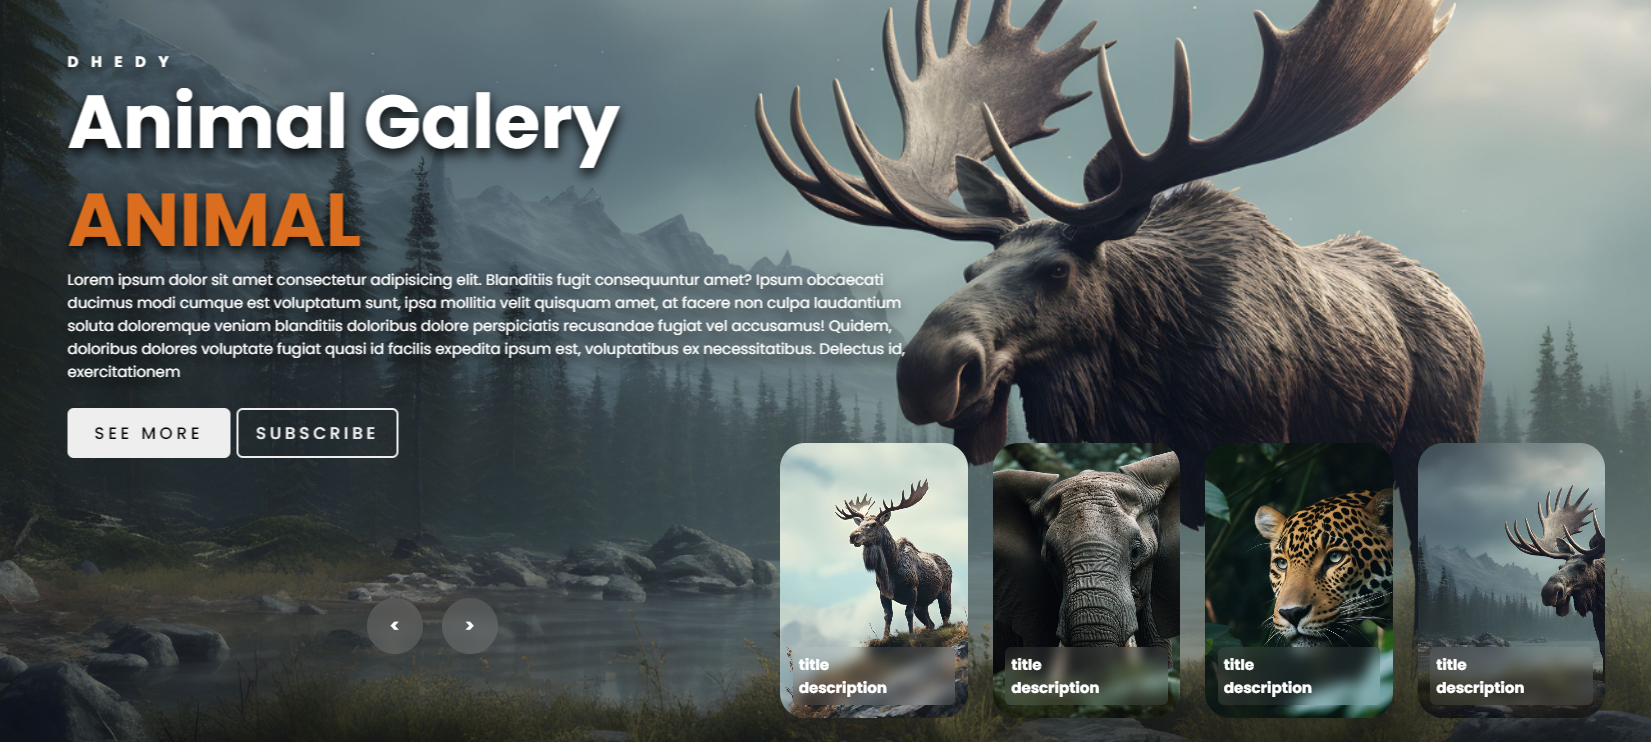 DHEDY
Animal Galery
ANIMAL
Lorem ipsum dolor sit amet consectetur adipisicing elit. Blanditiis fugit consequuntur amet? Ipsum obcaecati
ducimus modi cumque est voluptatum sunt, ipsa mollitia velit quisquam amet, at facere non culpa laudantium
soluta doloremque veniam blanditiis doloribus dolore perspiciatis recusandae fugiat vel accusamus! Quidem,
doloribus dolores voluptate fugiat quasi id facilis expedita ipsum est, voluptatibus ex necessitatibus. Delectus id,
exercitationem
SEE MORE
SUBSCRIBE
<
>
title
description
title
description
title
description
title
description